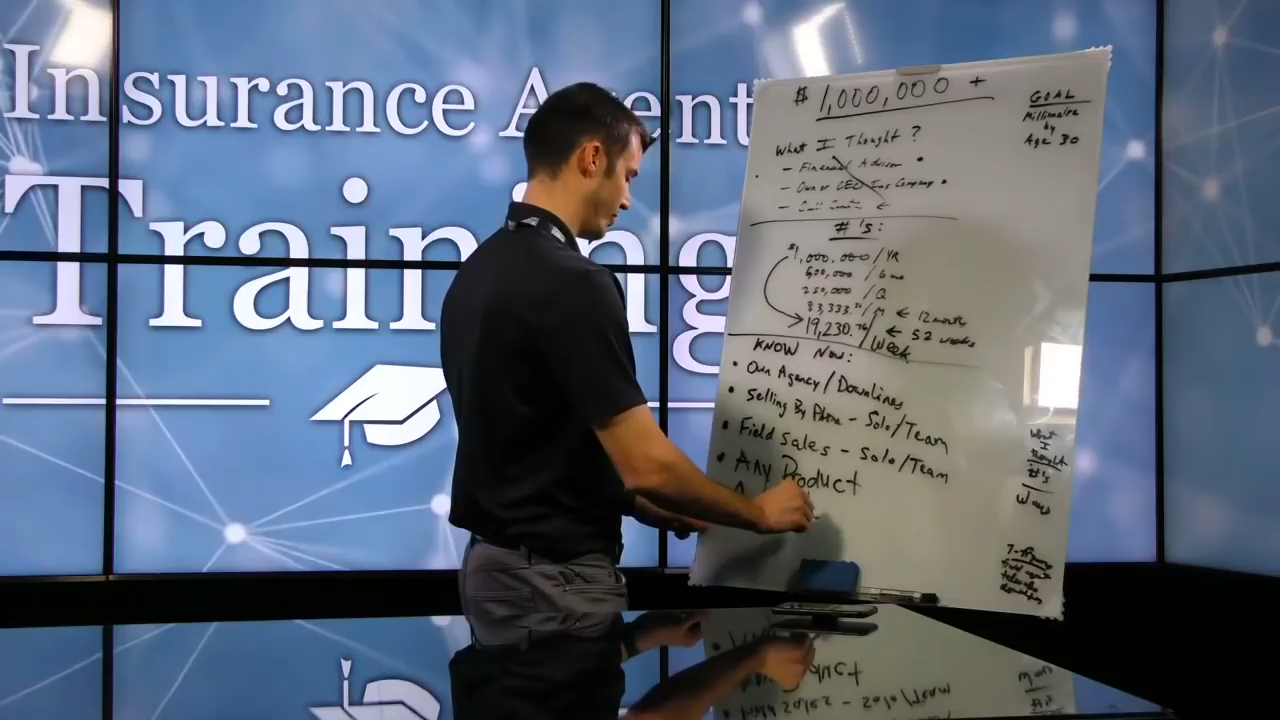 Insurance Agent
Training
$ 1,000,000 +
GOAL
Millionaire
by
Age 30
What I Thought?
- Financial Advisor
- Owner CEO Ins Company
- Call Center ←
#'s:
$1,000,000 / YR
500,000 / 6 mo
250,000 / Q
83,333.33 / M ← 12 months
19,230.76 / Week ← 52 weeks
KNOW NOW:
• Own Agency / Downlines
• Selling By Phone - Solo/Team
• Field Sales - Solo/Team
• Any Product
What
I
thought
#'s
Ways